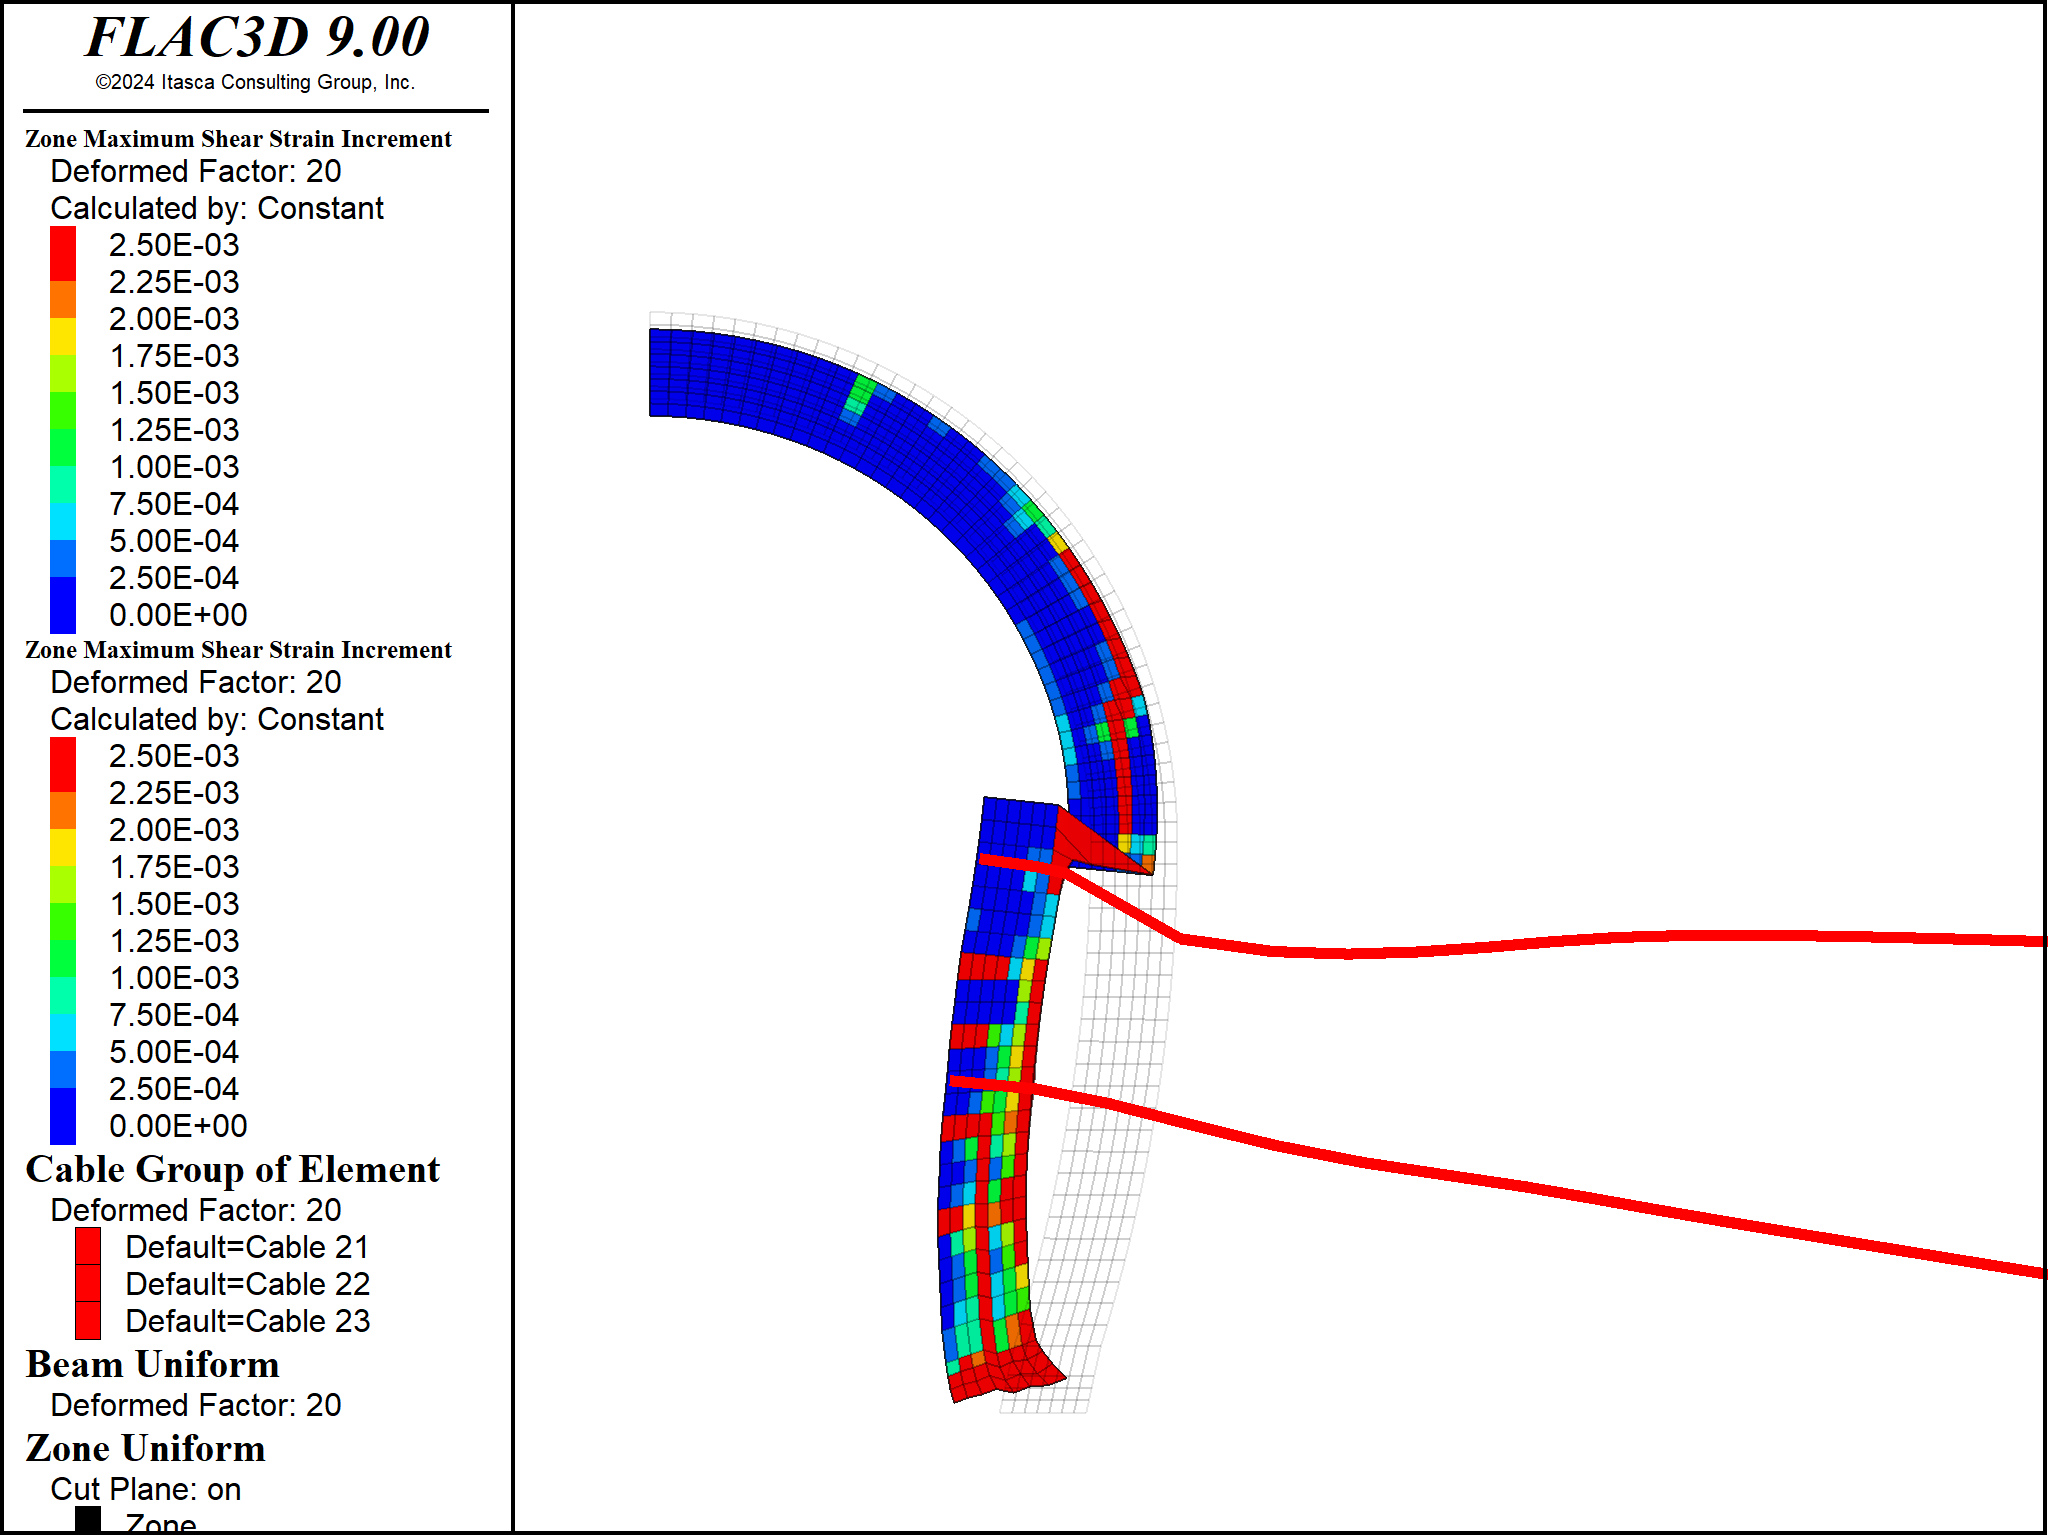 FLAC3D 9.00
©2024 Itasca Consulting Group, Inc.
Zone Maximum Shear Strain Increment
Deformed Factor: 20
Calculated by: Constant
2.50E-03
2.25E-03
2.00E-03
1.75E-03
1.50E-03
1.25E-03
1.00E-03
7.50E-04
5.00E-04
2.50E-04
0.00E+00
Zone Maximum Shear Strain Increment
Deformed Factor: 20
Calculated by: Constant
2.50E-03
2.25E-03
2.00E-03
1.75E-03
1.50E-03
1.25E-03
1.00E-03
7.50E-04
5.00E-04
2.50E-04
0.00E+00
Cable Group of Element
Deformed Factor: 20
Default=Cable 21
Default=Cable 22
Default=Cable 23
Beam Uniform
Deformed Factor: 20
Zone Uniform
Cut Plane: on
Zone